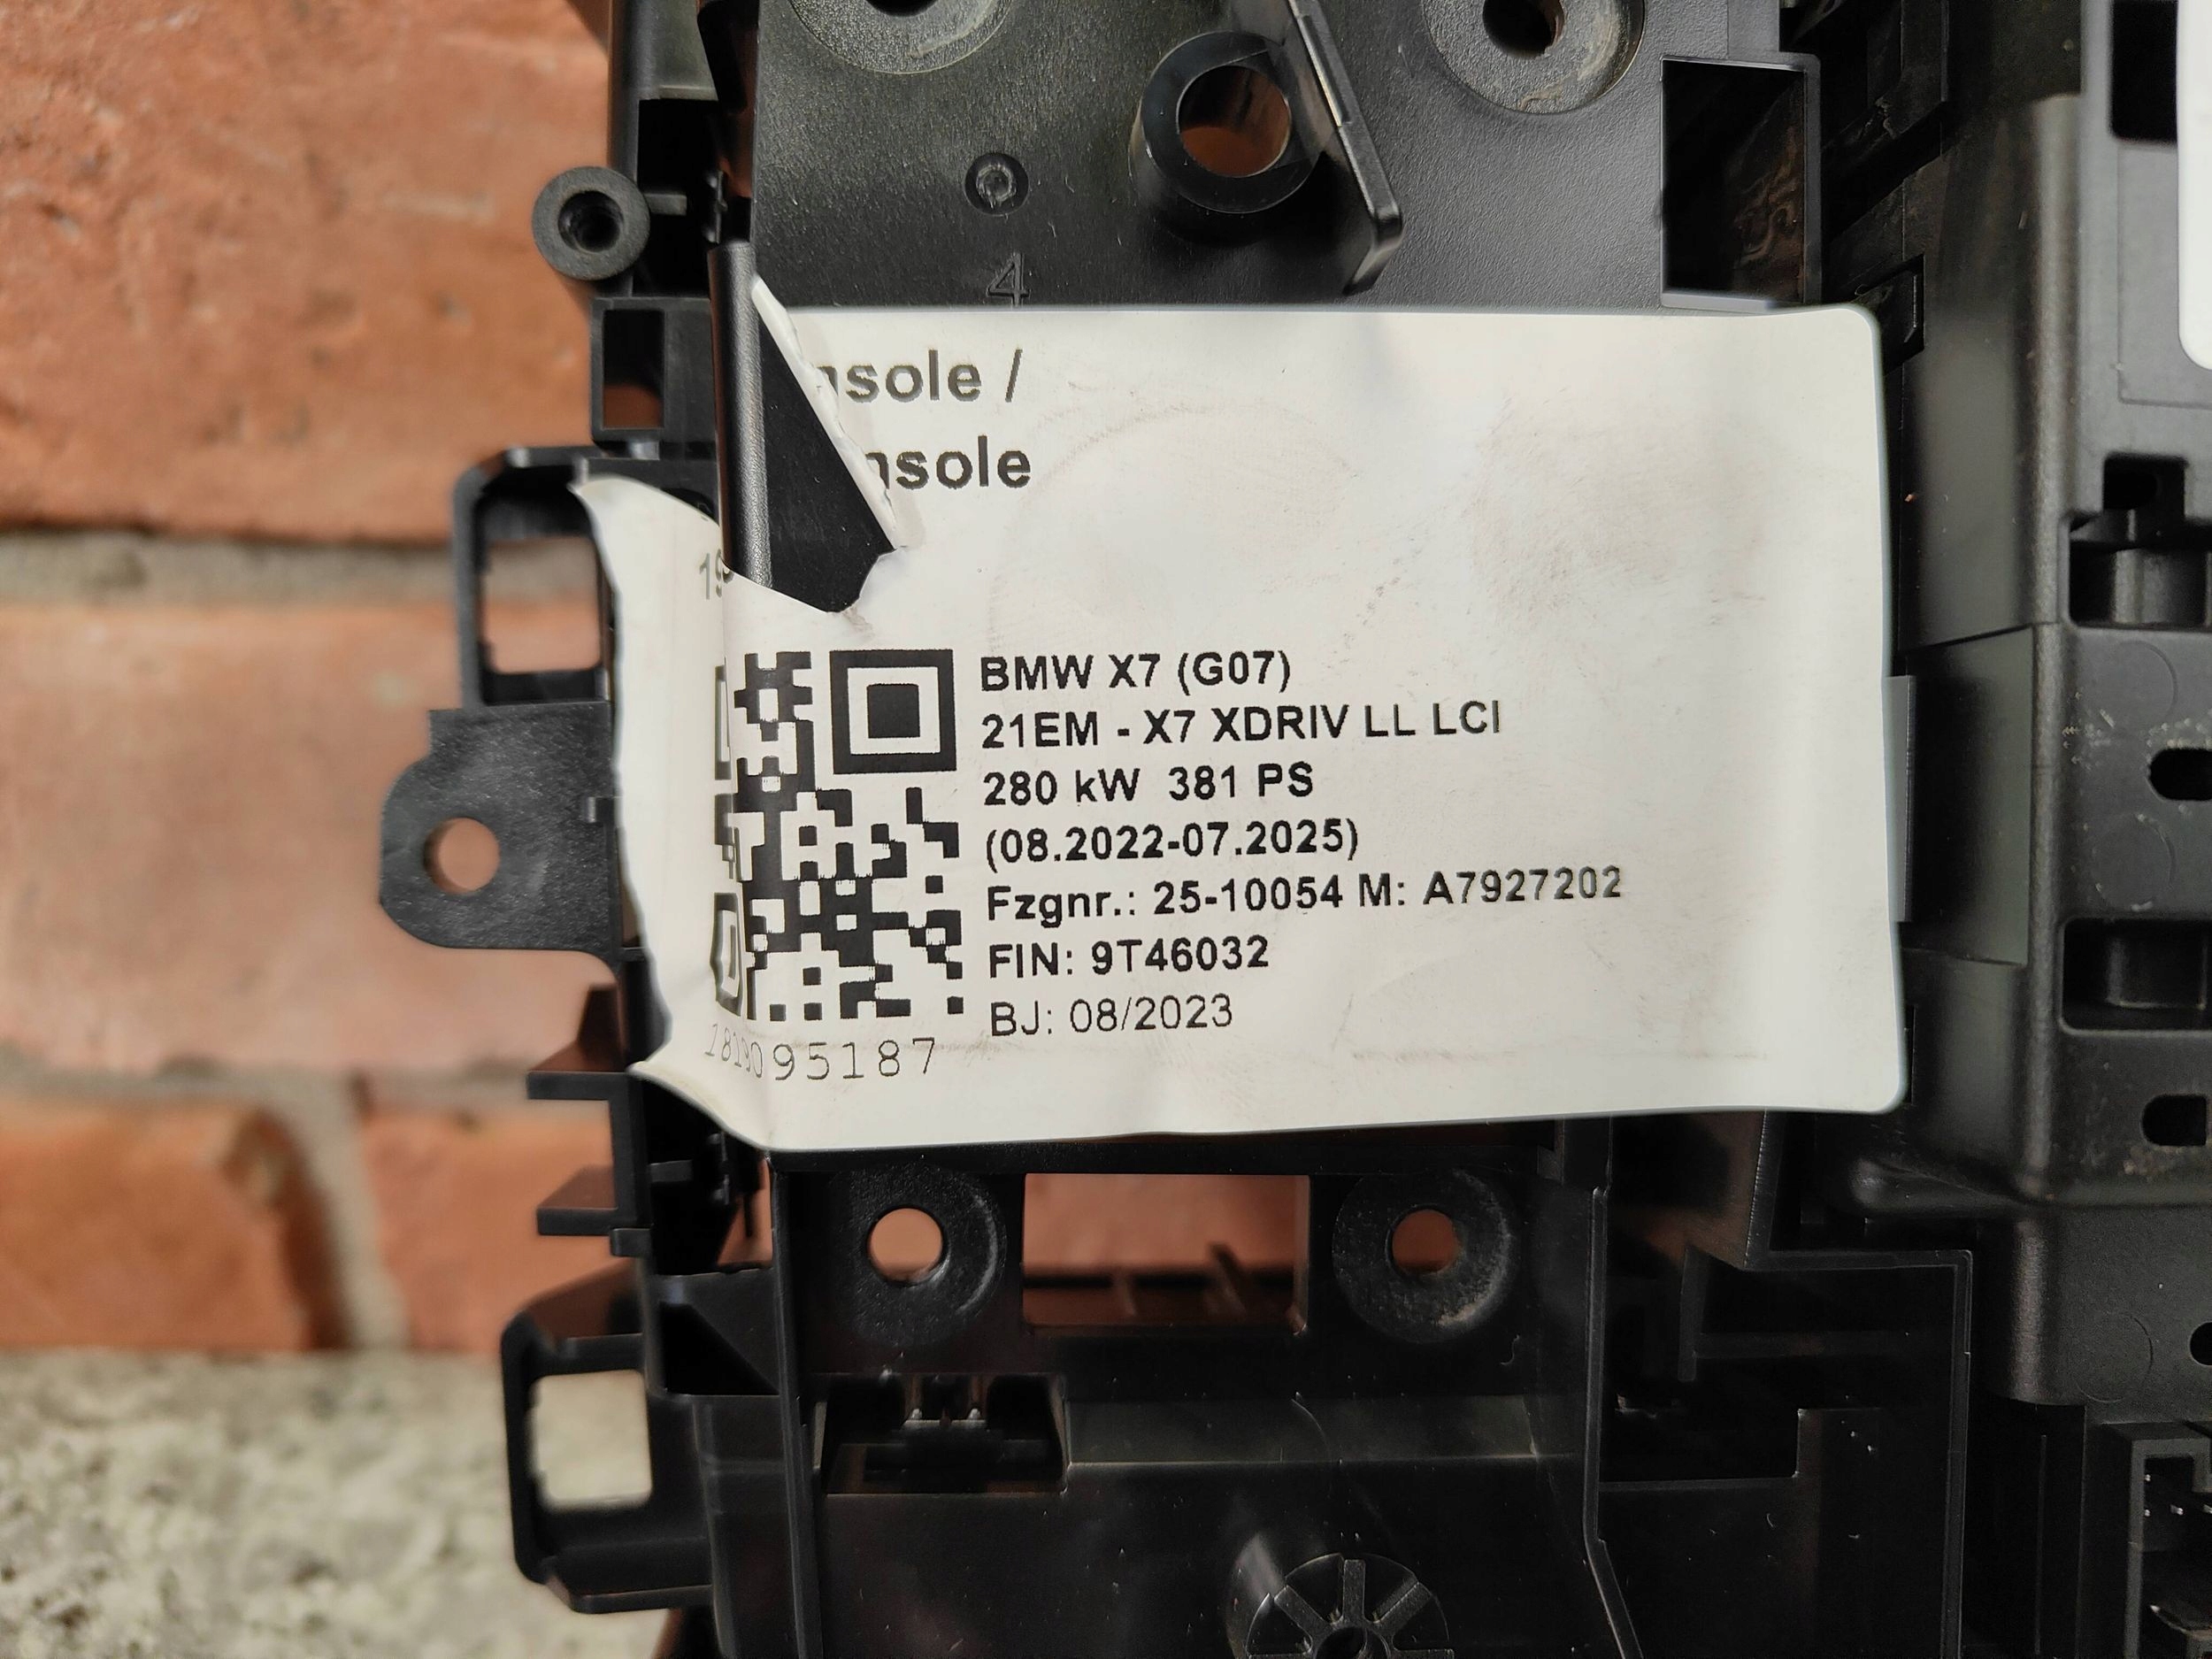 4
nsole /
nsole
19
BMW X7 (G07)
21EM - X7 XDRIV LL LCI
280 kW 381 PS
(08.2022-07.2025)
Fzgnr.: 25-10054 M: A7927202
FIN: 9T46032
BJ: 08/2023